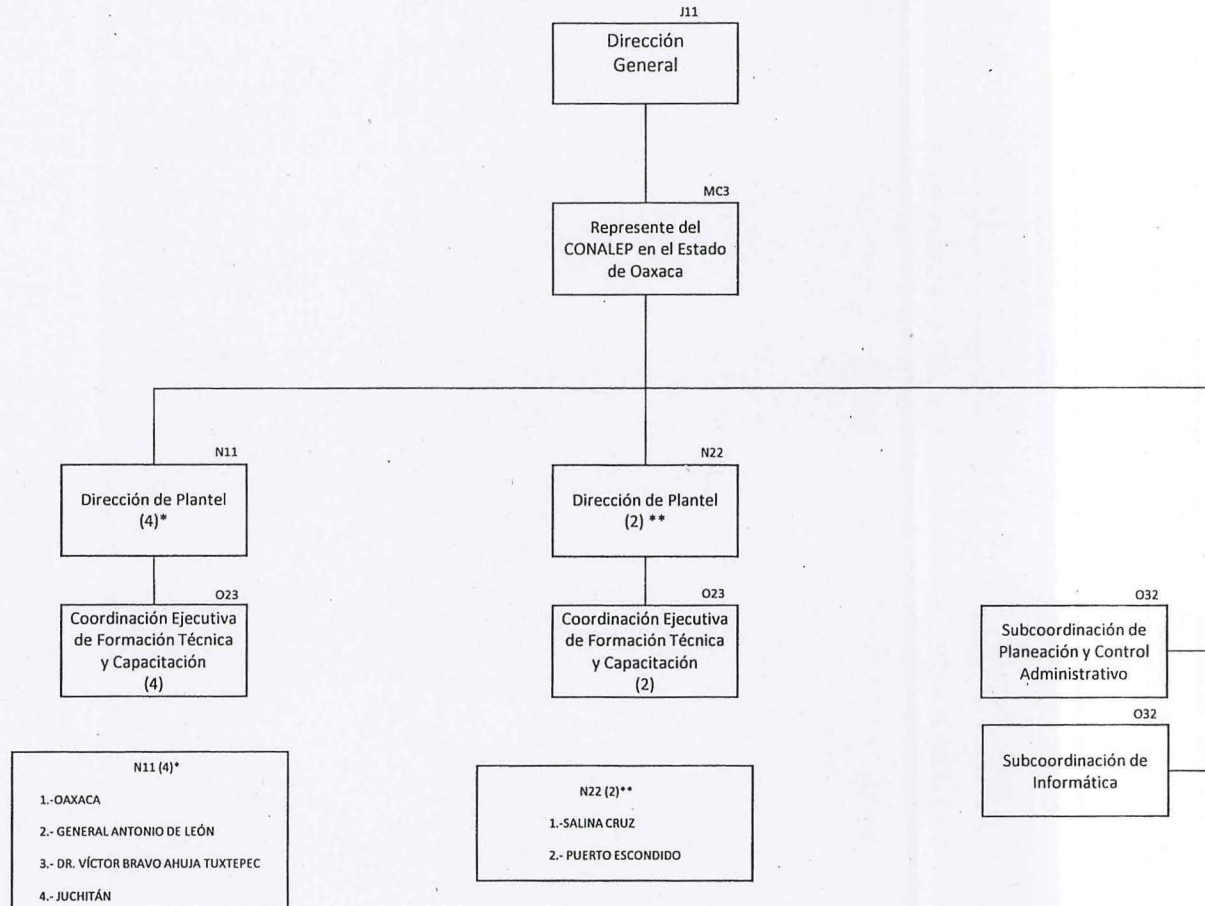 J11
Dirección
General
MC3
Represente del
CONALEP en el Estado
de Oaxaca
N11
Dirección de Plantel
(4)*
N22
Dirección de Plantel
(2) **
O23
Coordinación Ejecutiva
de Formación Técnica
y Capacitación
(4)
O23
Coordinación Ejecutiva
de Formación Técnica
y Capacitación
(2)
O32
Subcoordinación de
Planeación y Control
Administrativo
O32
Subcoordinación de
Informática
N11 (4)*
1.-OAXACA
2.- GENERAL ANTONIO DE LEÓN
3.- DR. VÍCTOR BRAVO AHUJA TUXTEPEC
4.- JUCHITÁN
N22 (2)**
1.-SALINA CRUZ
2.- PUERTO ESCONDIDO